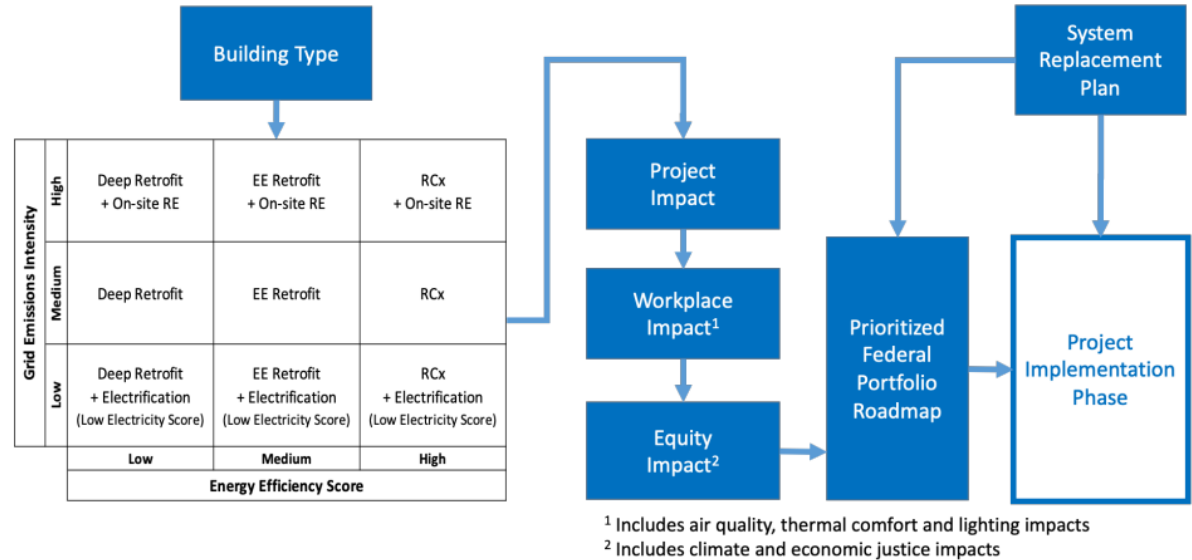 Building Type
System
Replacement
Plan
Grid Emissions Intensity
High
Deep Retrofit
+ On-site RE
EE Retrofit
+ On-site RE
RCx
+ On-site RE
Medium
Deep Retrofit
EE Retrofit
RCx
Low
Deep Retrofit
+ Electrification
(Low Electricity Score)
EE Retrofit
+ Electrification
(Low Electricity Score)
RCx
+ Electrification
(Low Electricity Score)
Low
Medium
High
Energy Efficiency Score
Project
Impact
Workplace
Impact¹
Equity
Impact²
Prioritized
Federal
Portfolio
Roadmap
Project
Implementation
Phase
¹ Includes air quality, thermal comfort and lighting impacts
² Includes climate and economic justice impacts